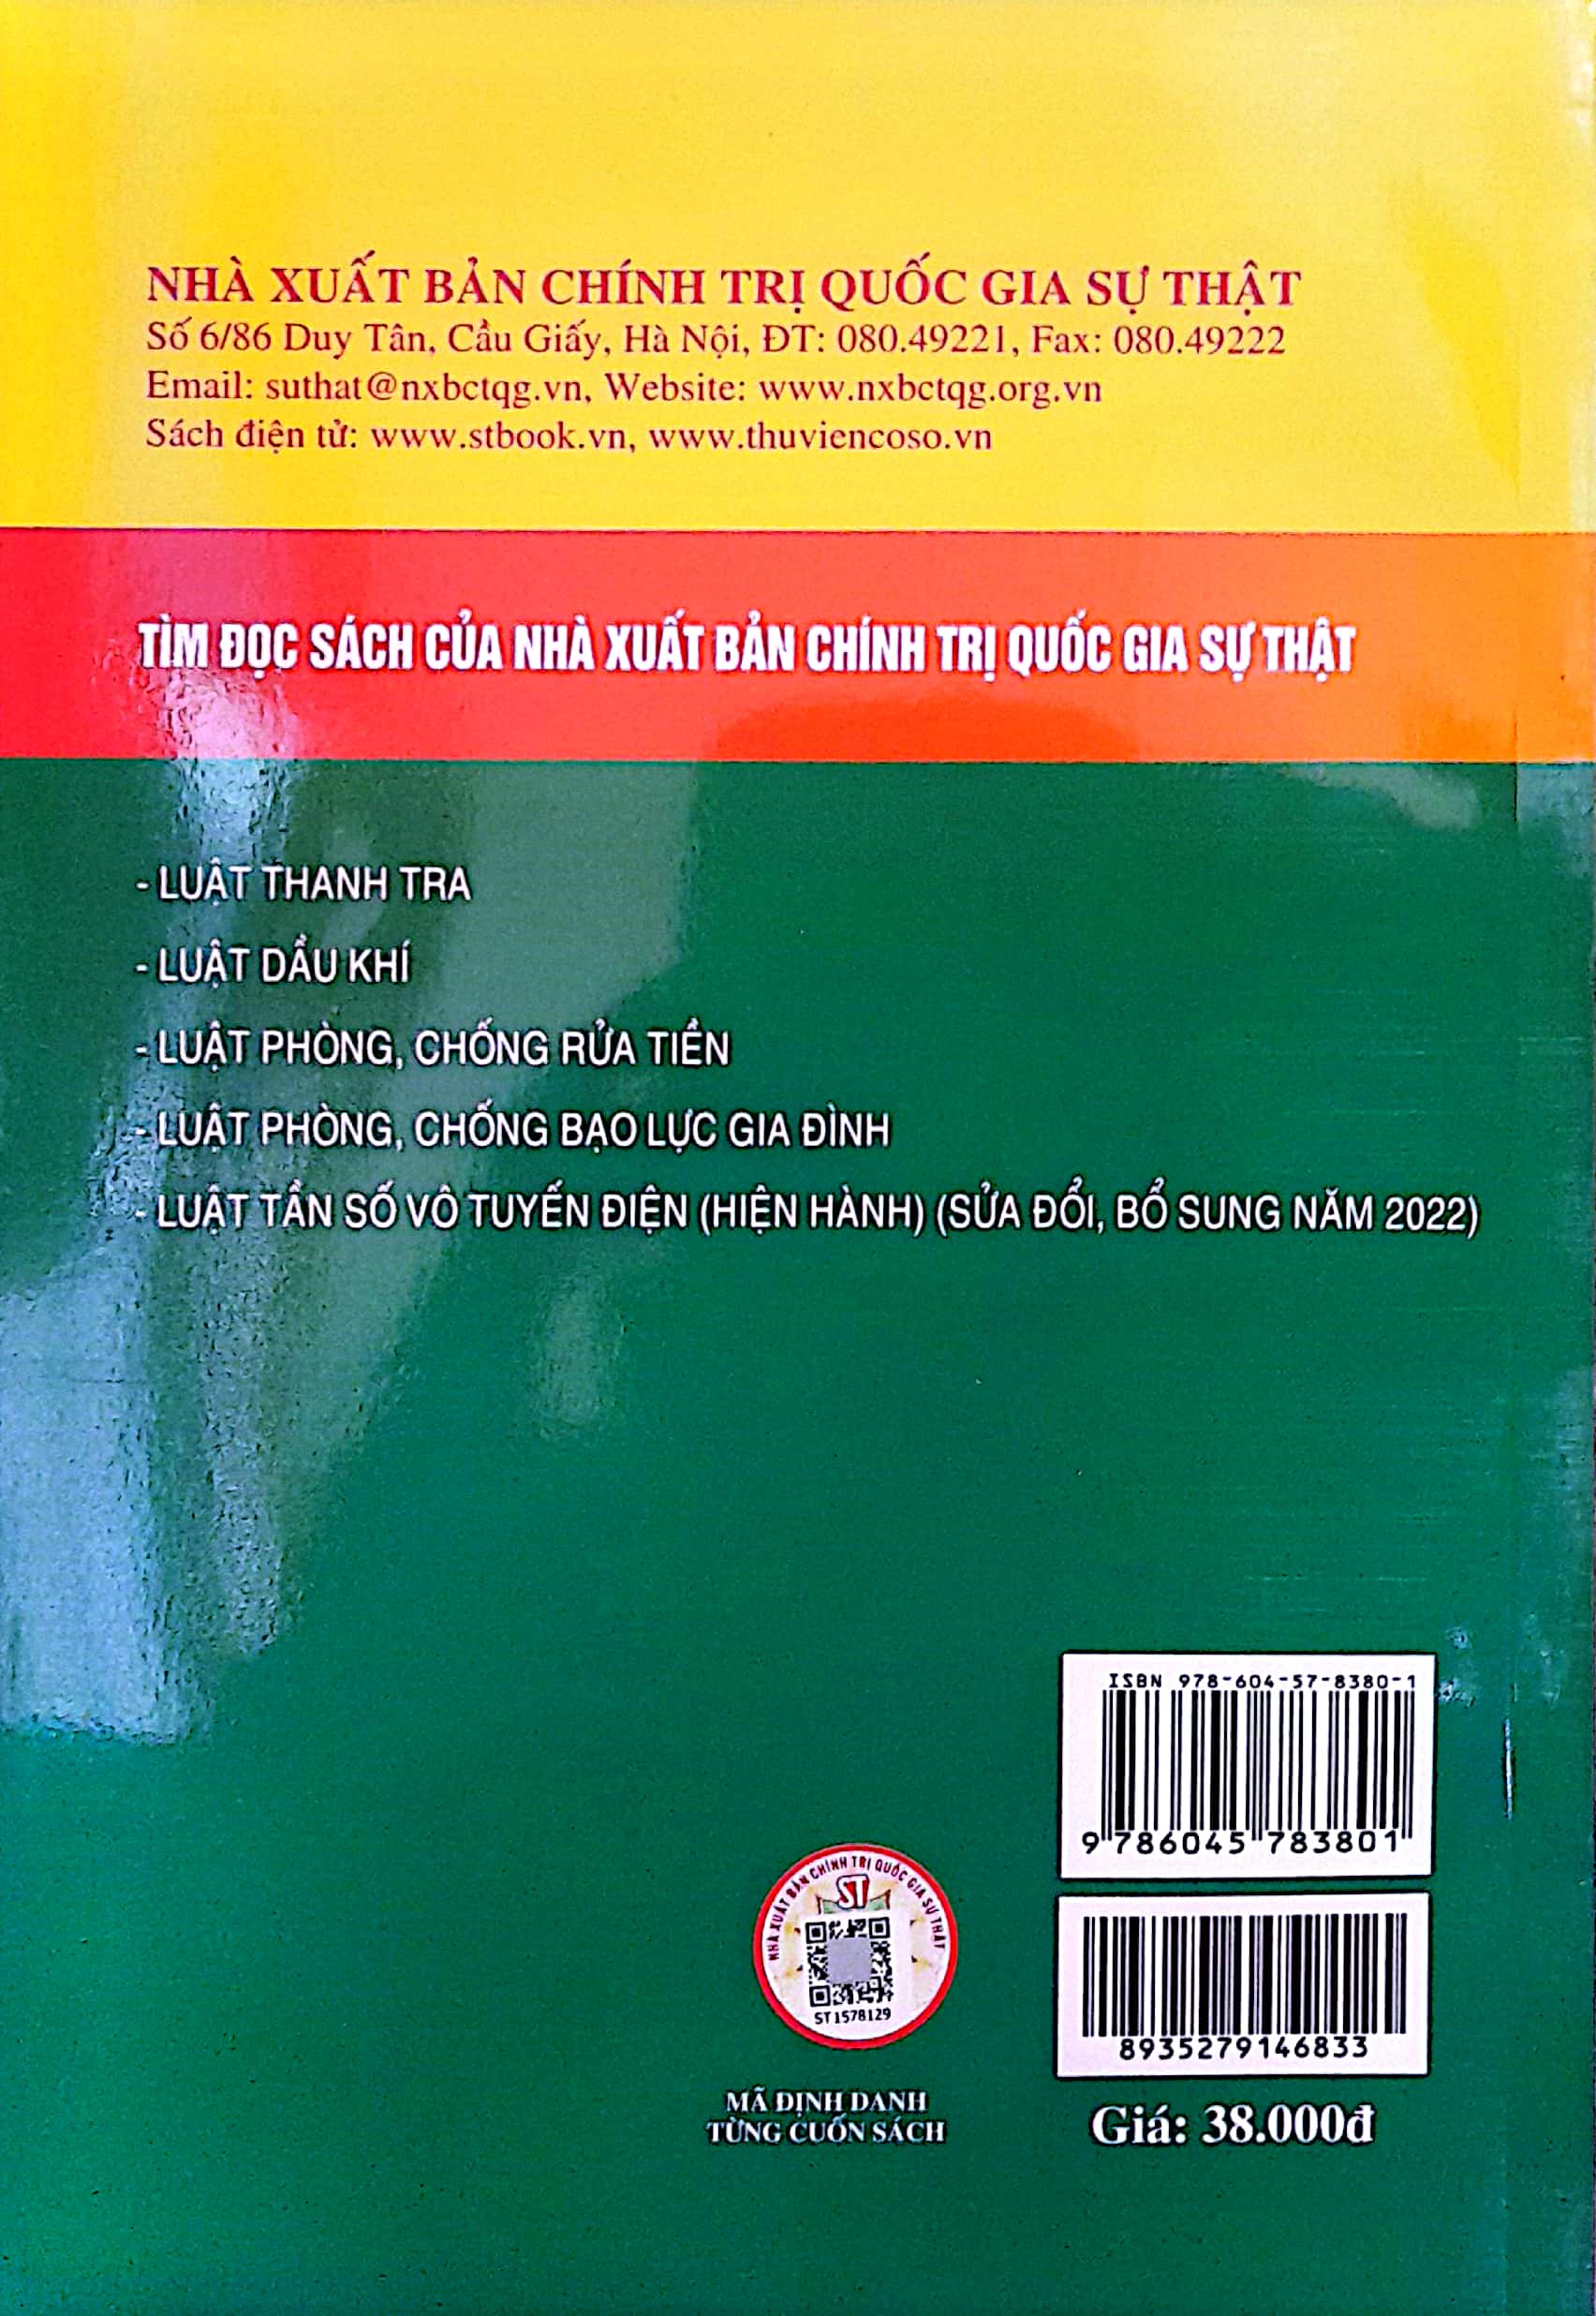 NHÀ XUẤT BẢN CHÍNH TRỊ QUỐC GIA SỰ THẬT
Số 6/86 Duy Tân, Cầu Giấy, Hà Nội, ĐT: 080.49221, Fax: 080.49222
Email: suthat@nxbctqg.vn, Website: www.nxbctqg.org.vn
Sách điện tử: www.stbook.vn, www.thuviencoso.vn
TÌM ĐỌC SÁCH CỦA NHÀ XUẤT BẢN CHÍNH TRỊ QUỐC GIA SỰ THẬT
- LUẬT THANH TRA
- LUẬT DẦU KHÍ
- LUẬT PHÒNG, CHỐNG RỬA TIỀN
- LUẬT PHÒNG, CHỐNG BẠO LỰC GIA ĐÌNH
- LUẬT TẦN SỐ VÔ TUYẾN ĐIỆN (HIỆN HÀNH) (SỬA ĐỔI, BỔ SUNG NĂM 2022)
ISBN 978-604-57-8380-1
9 786045 783801
NHÀ XUẤT BẢN CHÍNH TRỊ QUỐC GIA SỰ THẬT
ST
ST1578129
8935279146833
MÃ ĐỊNH DANH
TỪNG CUỐN SÁCH
Giá: 38.000đ